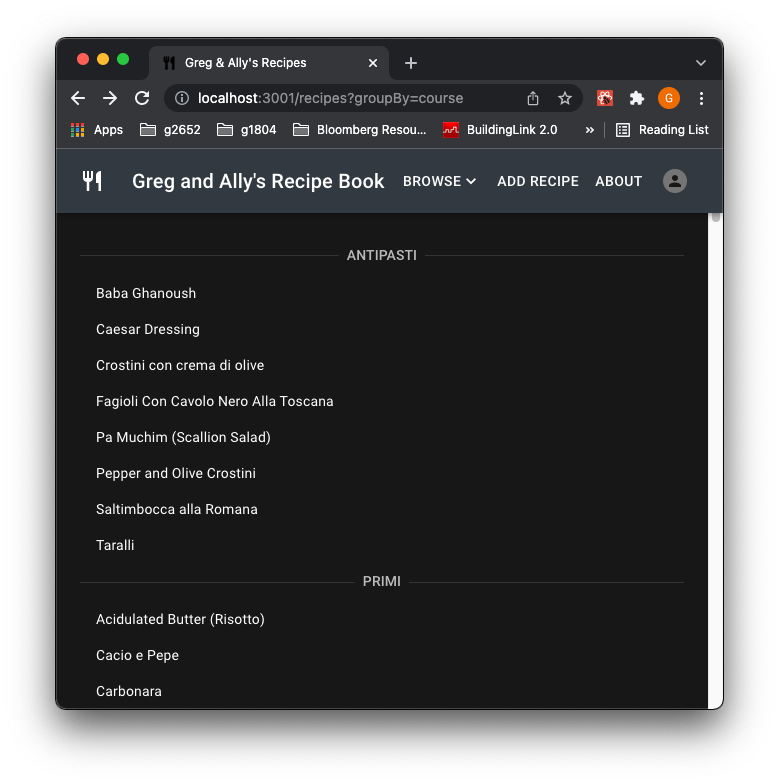 Greg & Ally's Recipes
localhost:3001/recipes?groupBy=course
G
Apps g2652 g1804 Bloomberg Resou... BuildingLink 2.0 » Reading List
Greg and Ally's Recipe Book BROWSE ADD RECIPE ABOUT
ANTIPASTI
Baba Ghanoush
Caesar Dressing
Crostini con crema di olive
Fagioli Con Cavolo Nero Alla Toscana
Pa Muchim (Scallion Salad)
Pepper and Olive Crostini
Saltimbocca alla Romana
Taralli
PRIMI
Acidulated Butter (Risotto)
Cacio e Pepe
Carbonara